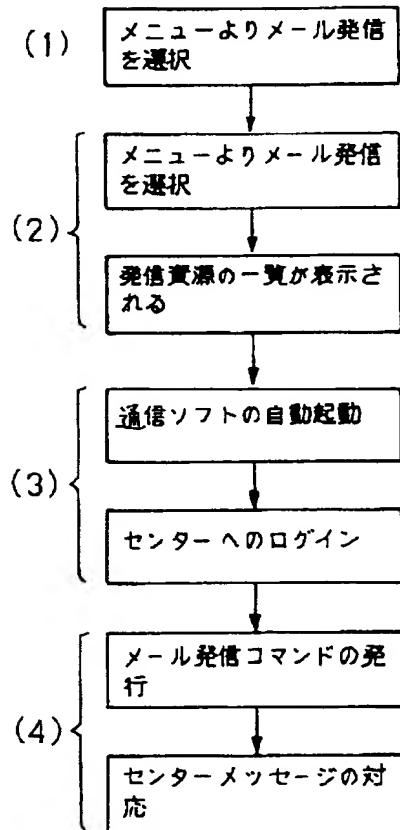 (1)
メニューよりメール発信
を選択
(2)
メニューよりメール発信
を選択
発信資源の一覧が表示さ
れる
(3)
通信ソフトの自動起動
センターへのログイン
(4)
メール発信コマンドの発
行
センターメッセージの対
応